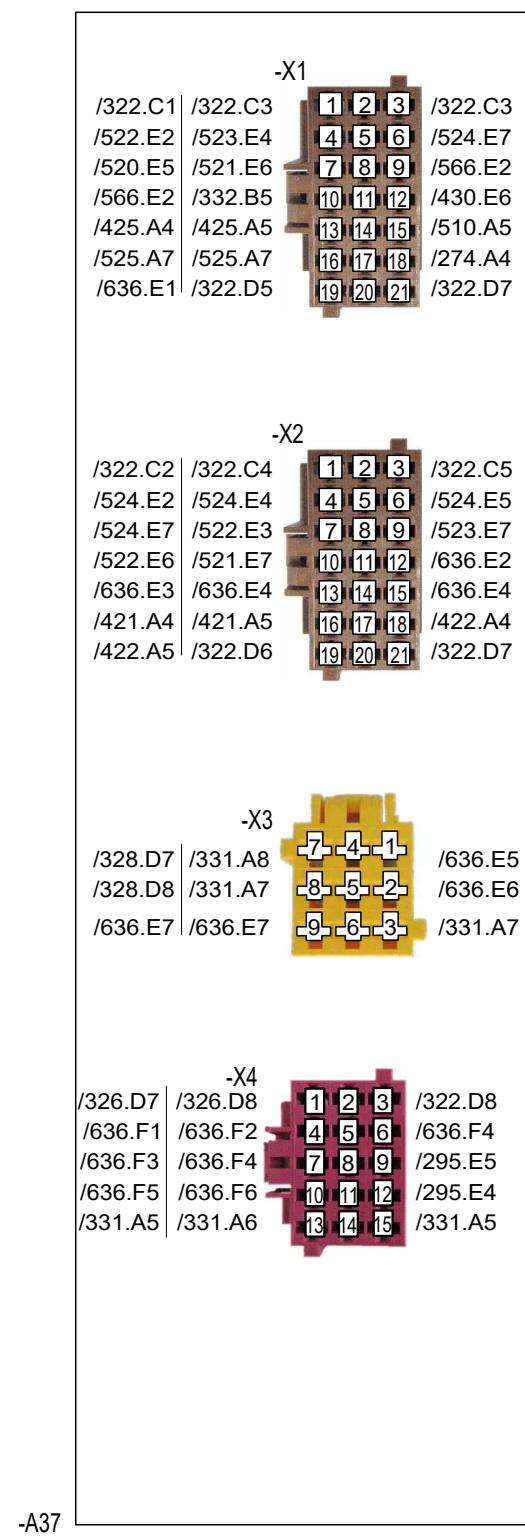 -X1
/322.C1 /322.C3 1 2 3 /322.C3
/522.E2 /523.E4 4 5 6 /524.E7
/520.E5 /521.E6 7 8 9 /566.E2
/566.E2 /332.B5 10 11 12 /430.E6
/425.A4 /425.A5 13 14 15 /510.A5
/525.A7 /525.A7 16 17 18 /274.A4
/636.E1 /322.D5 19 20 21 /322.D7
-X2
/322.C2 /322.C4 1 2 3 /322.C5
/524.E2 /524.E4 4 5 6 /524.E5
/524.E7 /522.E3 7 8 9 /523.E7
/522.E6 /521.E7 10 11 12 /636.E2
/636.E3 /636.E4 13 14 15 /636.E4
/421.A4 /421.A5 16 17 18 /422.A4
/422.A5 /322.D6 19 20 21 /322.D7
-X3
/328.D7 /331.A8 7 4 1 /636.E5
/328.D8 /331.A7 8 5 2 /636.E6
/636.E7 /636.E7 9 6 3 /331.A7
-X4
/326.D7 /326.D8 1 2 3 /322.D8
/636.F1 /636.F2 4 5 6 /636.F4
/636.F3 /636.F4 7 8 9 /295.E5
/636.F5 /636.F6 10 11 12 /295.E4
/331.A5 /331.A6 13 14 15 /331.A5
-A37